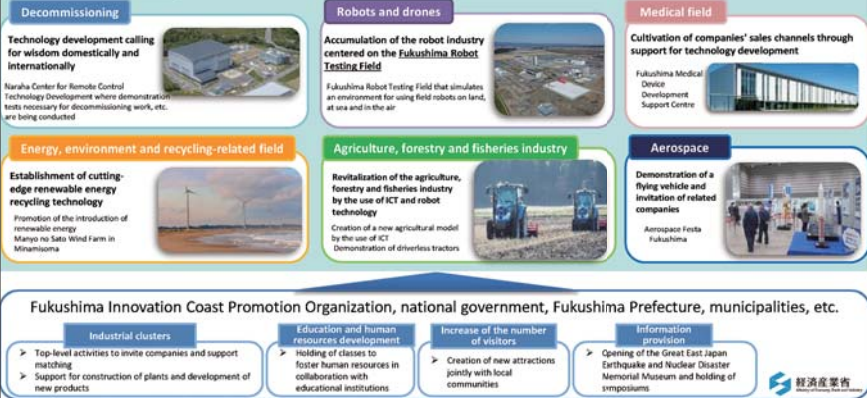 Decommissioning
Technology development calling
for wisdom domestically and
internationally
Naraha Center for Remote Control
Technology Development where demonstration
tests necessary for decommissioning work, etc.
are being conducted
Robots and drones
Accumulation of the robot industry
centered on the Fukushima Robot
Testing Field
Fukushima Robot Testing Field that simulates
an environment for using field robots on land,
at sea and in the air
Medical field
Cultivation of companies' sales channels through
support for technology development
Fukushima Medical
Device
Development
Support Centre
Energy, environment and recycling-related field
Establishment of cutting-
edge renewable energy
recycling technology
Promotion of the introduction of
renewable energy
Manyo no Sato Wind Farm in
Minamisoma
Agriculture, forestry and fisheries industry
Revitalization of the agriculture,
forestry and fisheries industry
by the use of ICT and robot
technology
Creation of a new agricultural model
by the use of ICT
Demonstration of driverless tractors
Aerospace
Demonstration of a
flying vehicle and
invitation of related
companies
Aerospace Festa
Fukushima
Fukushima Innovation Coast Promotion Organization, national government, Fukushima Prefecture, municipalities, etc.
Industrial clusters
➢ Top-level activities to invite companies and support
matching
➢ Support for construction of plants and development of
new products
Education and human
resources development
➢ Holding of classes to
foster human resources in
collaboration with
educational institutions
Increase of the number
of visitors
➢ Creation of new attractions
jointly with local
communities
Information
provision
➢ Opening of the Great East Japan
Earthquake and Nuclear Disaster
Memorial Museum and holding of
symposiums
経済産業省
Ministry of Economy, Trade and Industry